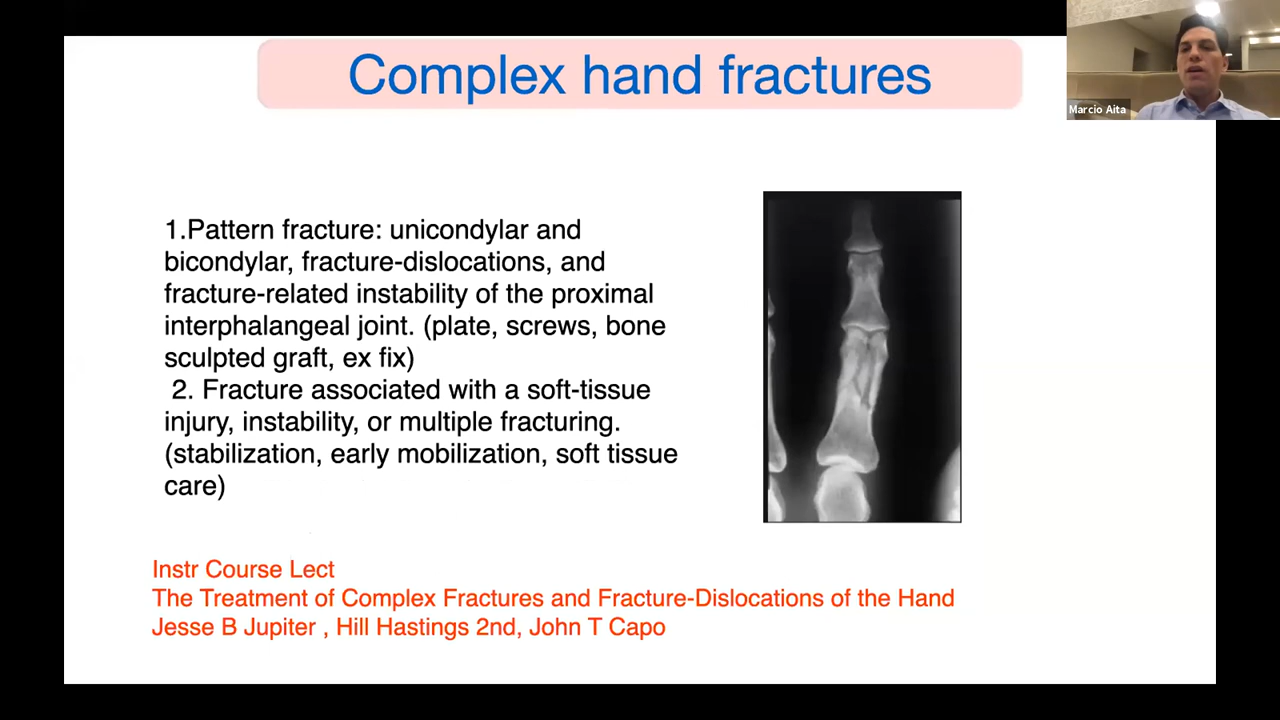 Complex hand fractures
Marcio Aita
1.Pattern fracture: unicondylar and
bicondylar, fracture-dislocations, and
fracture-related instability of the proximal
interphalangeal joint. (plate, screws, bone
sculpted graft, ex fix)
2. Fracture associated with a soft-tissue
injury, instability, or multiple fracturing.
(stabilization, early mobilization, soft tissue
care)
Instr Course Lect
The Treatment of Complex Fractures and Fracture-Dislocations of the Hand
Jesse B Jupiter , Hill Hastings 2nd, John T Capo